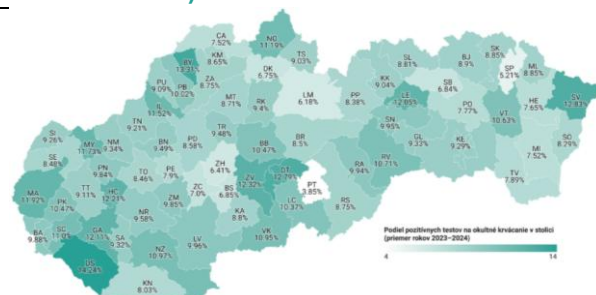 CA
7.52%
NO
11.19%
TS
9.03%
BY
13.31%
KM
8.65%
DK
6.75%
PU
9.09%
PB
10.02%
ZA
8.75%
MT
8.71%
RK
9.4%
LM
6.18%
PP
8.38%
KK
9.04%
SL
8.81%
BJ
8.9%
SK
8.85%
SP
5.21%
ML
8.85%
SV
12.83%
LE
12.85%
SB
6.84%
PO
7.77%
VT
10.63%
HE
7.65%
SO
8.29%
IL
11.52%
TN
9.21%
SI
9.26%
SE
8.48%
MY
11.73%
NM
9.34%
BN
9.49%
PD
8.58%
TR
9.48%
BB
10.47%
BR
8.5%
SN
9.95%
GL
9.33%
KE
9.29%
MI
7.52%
TV
7.89%
MA
11.92%
PK
10.47%
TT
9.11%
PN
9.84%
HC
12.21%
TO
8.46%
PE
7.9%
ZH
6.41%
ZV
12.32%
DT
12.79%
PT
3.85%
RA
9.94%
RV
10.71%
RS
8.75%
BA
9.88%
SC
11.0%
GA
SA
9.32%
NR
9.58%
ZM
9.85%
ZC
7.0%
BS
6.85%
KA
8.8%
LC
10.37%
VK
10.95%
LV
9.96%
NZ
10.97%
DS
14.24%
KN
8.03%
Podiel pozitívnych testov na okultné krvácanie v stolici
(priemer rokov 2023–2024)
4
14